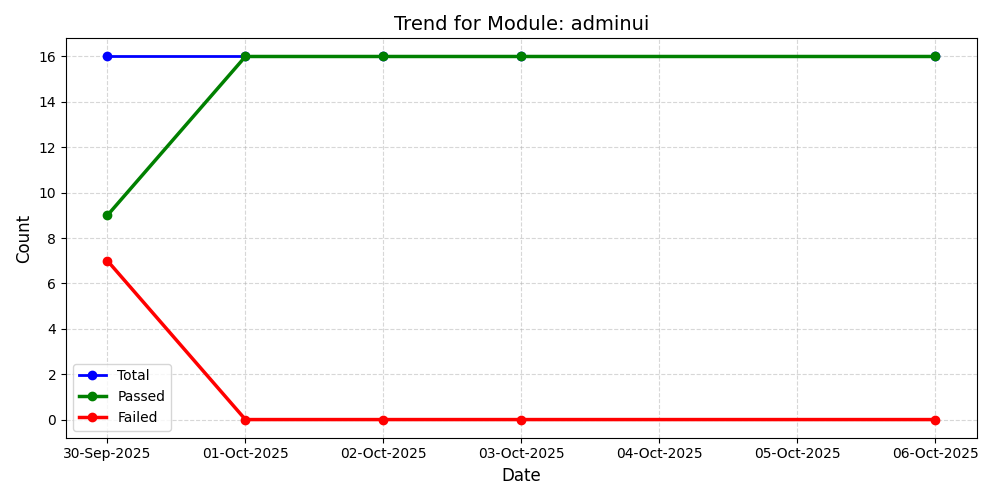 Trend for Module: adminui
Count
16
14
12
10
8
6
4
2
0
Total
Passed
Failed
30-Sep-2025 01-Oct-2025 02-Oct-2025 03-Oct-2025 04-Oct-2025 05-Oct-2025 06-Oct-2025
Date